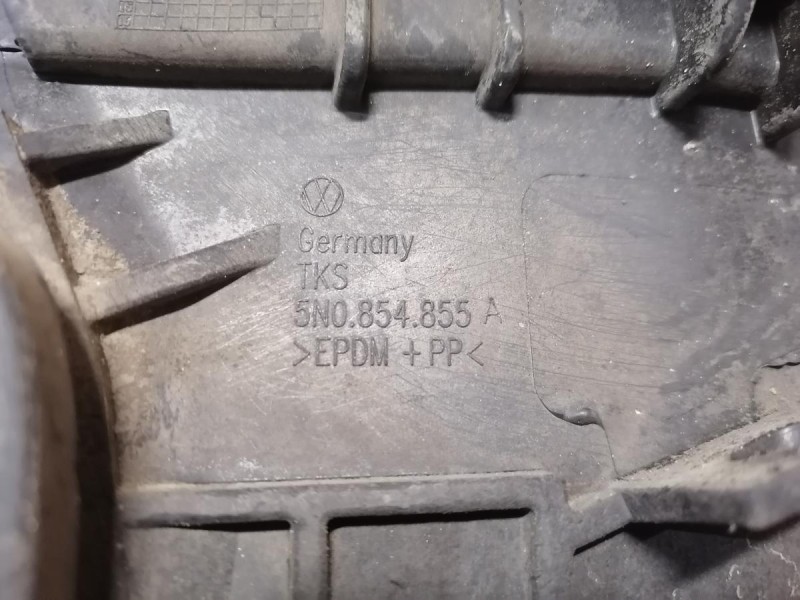 Germany
TKS
5N0.854.855 A
>EPDM + PP<